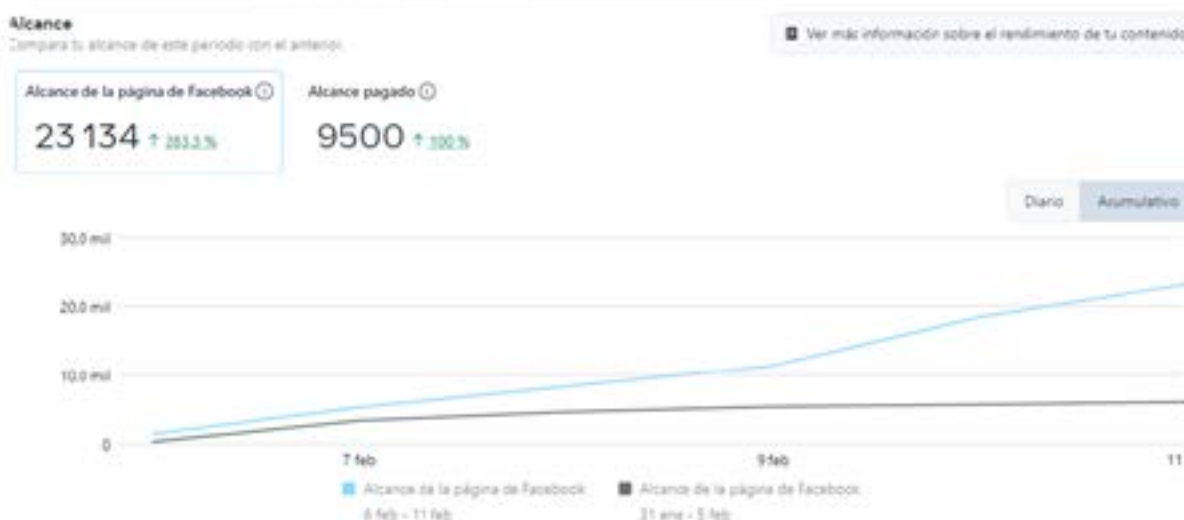 Alcance
Compara tu alcance de este periodo con el anterior.
Ver más información sobre el rendimiento de tu contenido
Alcance de la página de Facebook
Alcance pagado
23 134 ↑ 283.3 %
9500 ↑ 100 %
Diario Acumulativo
30,0 mil
20,0 mil
10,0 mil
0
7 feb 9 feb 11
Alcance de la página de Facebook Alcance de la página de Facebook
6 feb - 11 feb 31 ene - 5 feb